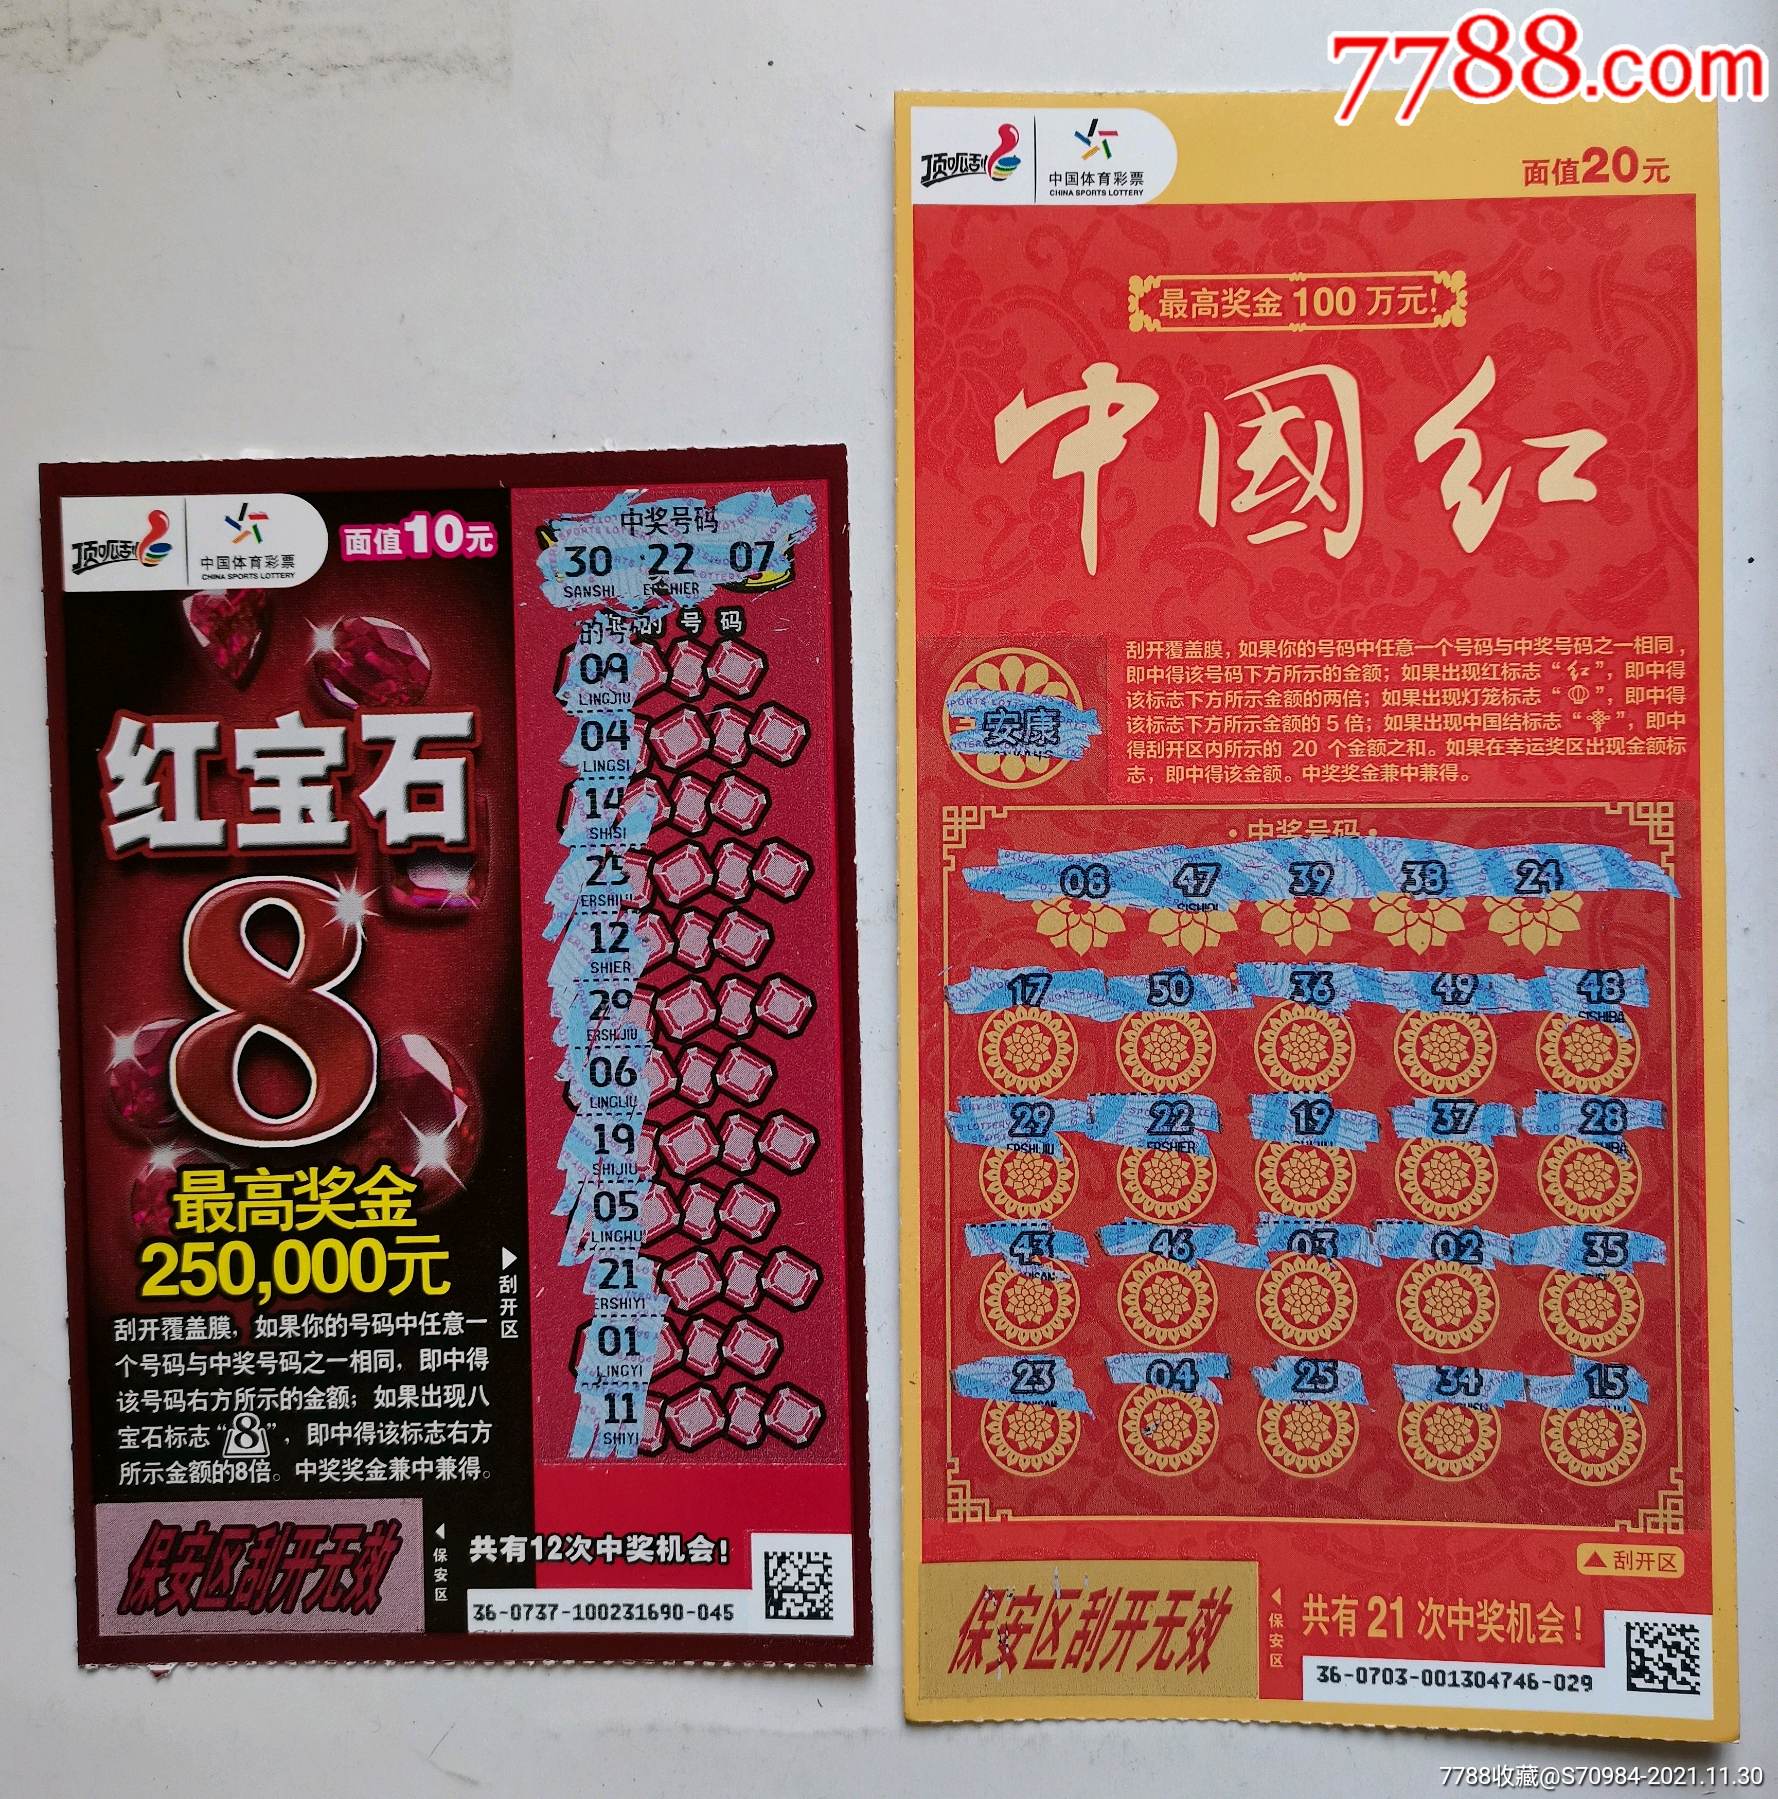 7788.com
顶呱刮
中国体育彩票
CHINA SPORTS LOTTERY
面值20元
最高奖金 100 万元!
中國红
安康
刮开覆盖膜，如果你的号码中任意一个号码与中奖号码之一相同，
即中得该号码下方所示的金额；如果出现红标志“红”，即中得
该标志下方所示金额的两倍；如果出现灯笼标志“ ”，即中得
该标志下方所示金额的 5 倍；如果出现中国结标志“ ”，即中
得刮开区内所示的 20 个金额之和。如果在幸运奖区出现金额标
志，即中得该金额。中奖奖金兼中兼得。
·中奖号码·
06 47 39 38 24
SISHIQI
17 50 36 49 48
SISHIBA
29 22 19 37 28
ERSHIJIU ERSHIER
43 46 03 02 35
23 04 25 34 15
刮开区
保安区刮开无效
保安区
共有 21 次中奖机会！
36-0703-001304746-029
顶呱刮
中国体育彩票
CHINA SPORTS LOTTERY
面值10元
红宝石
8
最高奖金
250,000元
刮开覆盖膜，如果你的号码中任意一
个号码与中奖号码之一相同，即中得
该号码右方所示的金额；如果出现八
宝石标志“8”，即中得该标志右方
所示金额的8倍。中奖奖金兼中兼得。
刮开区
中奖号码
30 22 07
SANSHI ERSHIER
的号码
09
LINGJIU
04
LINGSI
14
SHISI
25
12
SHIER
29
ERSHIJIU
06
LINGLIU
19
SHIJIU
05
LINGWU
21
ERSHIYI
01
LINGYI
11
SHIYI
保安区刮开无效
保安区
共有12次中奖机会！
36-0737-100231690-045
7788收藏@S70984-2021.11.30